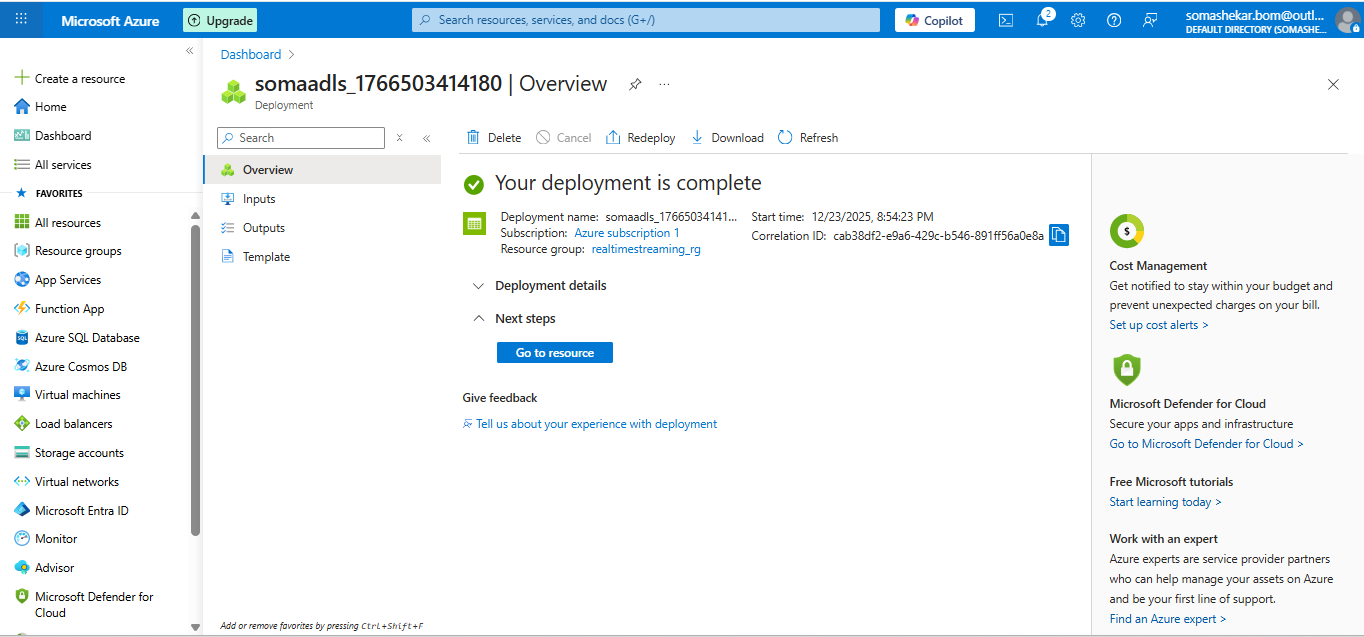 Microsoft Azure
Upgrade
Search resources, services, and docs (G+/)
Copilot
2
somashekar.bom@outl...
DEFAULT DIRECTORY (SOMASHE...
Create a resource
Home
Dashboard
All services
FAVORITES
All resources
Resource groups
App Services
Function App
Azure SQL Database
Azure Cosmos DB
Virtual machines
Load balancers
Storage accounts
Virtual networks
Microsoft Entra ID
Monitor
Advisor
Microsoft Defender for
Cloud
Dashboard
somaadls_1766503414180 | Overview
Deployment
Search
Overview
Inputs
Outputs
Template
Add or remove favorites by pressing Ctrl+Shift+F
Delete
Cancel
Redeploy
Download
Refresh
Your deployment is complete
Deployment name: somaadls_17665034141...
Subscription: Azure subscription 1
Resource group: realtimestreaming_rg
Start time: 12/23/2025, 8:54:23 PM
Correlation ID: cab38df2-e9a6-429c-b546-891ff56a0e8a
Deployment details
Next steps
Go to resource
Give feedback
Tell us about your experience with deployment
Cost Management
Get notified to stay within your budget and
prevent unexpected charges on your bill.
Set up cost alerts >
Microsoft Defender for Cloud
Secure your apps and infrastructure
Go to Microsoft Defender for Cloud >
Free Microsoft tutorials
Start learning today >
Work with an expert
Azure experts are service provider partners
who can help manage your assets on Azure
and be your first line of support.
Find an Azure expert >